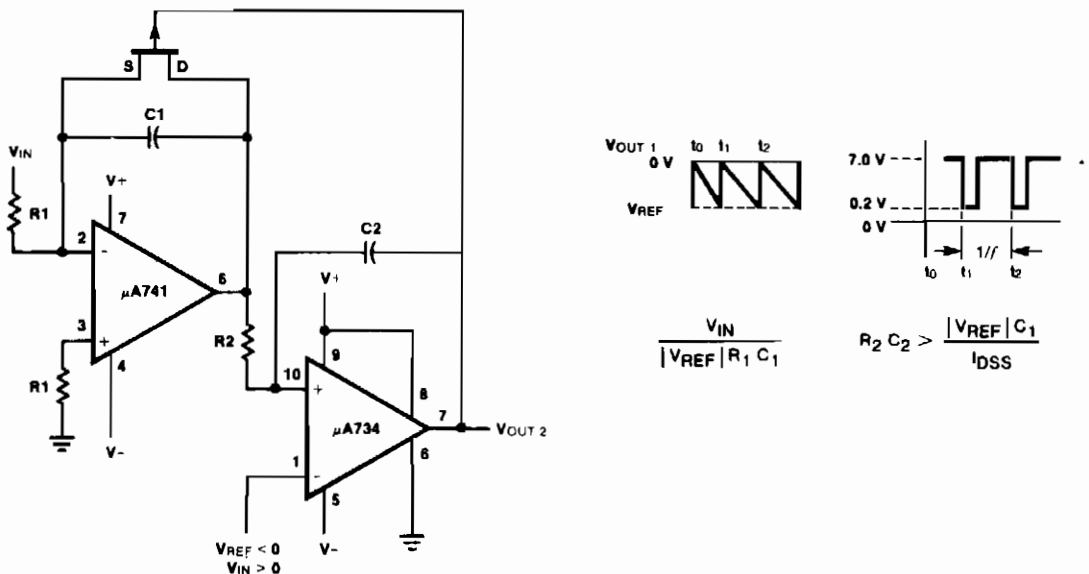 S D
C1
VIN
V+
R1
7
2
-
µA741
6
3
+
4
R1
V-
R2
C2
V+
9
10
+
8
µA734
7
VOUT 2
1
-
6
5
VREF < 0
VIN > 0
V-
VOUT 1 t0 t1 t2
0 V
VREF
7.0 V
0.2 V
0 V
1/f
t0 t1 t2
VIN
|VREF| R1 C1
R2 C2 > |VREF| C1
IDSS